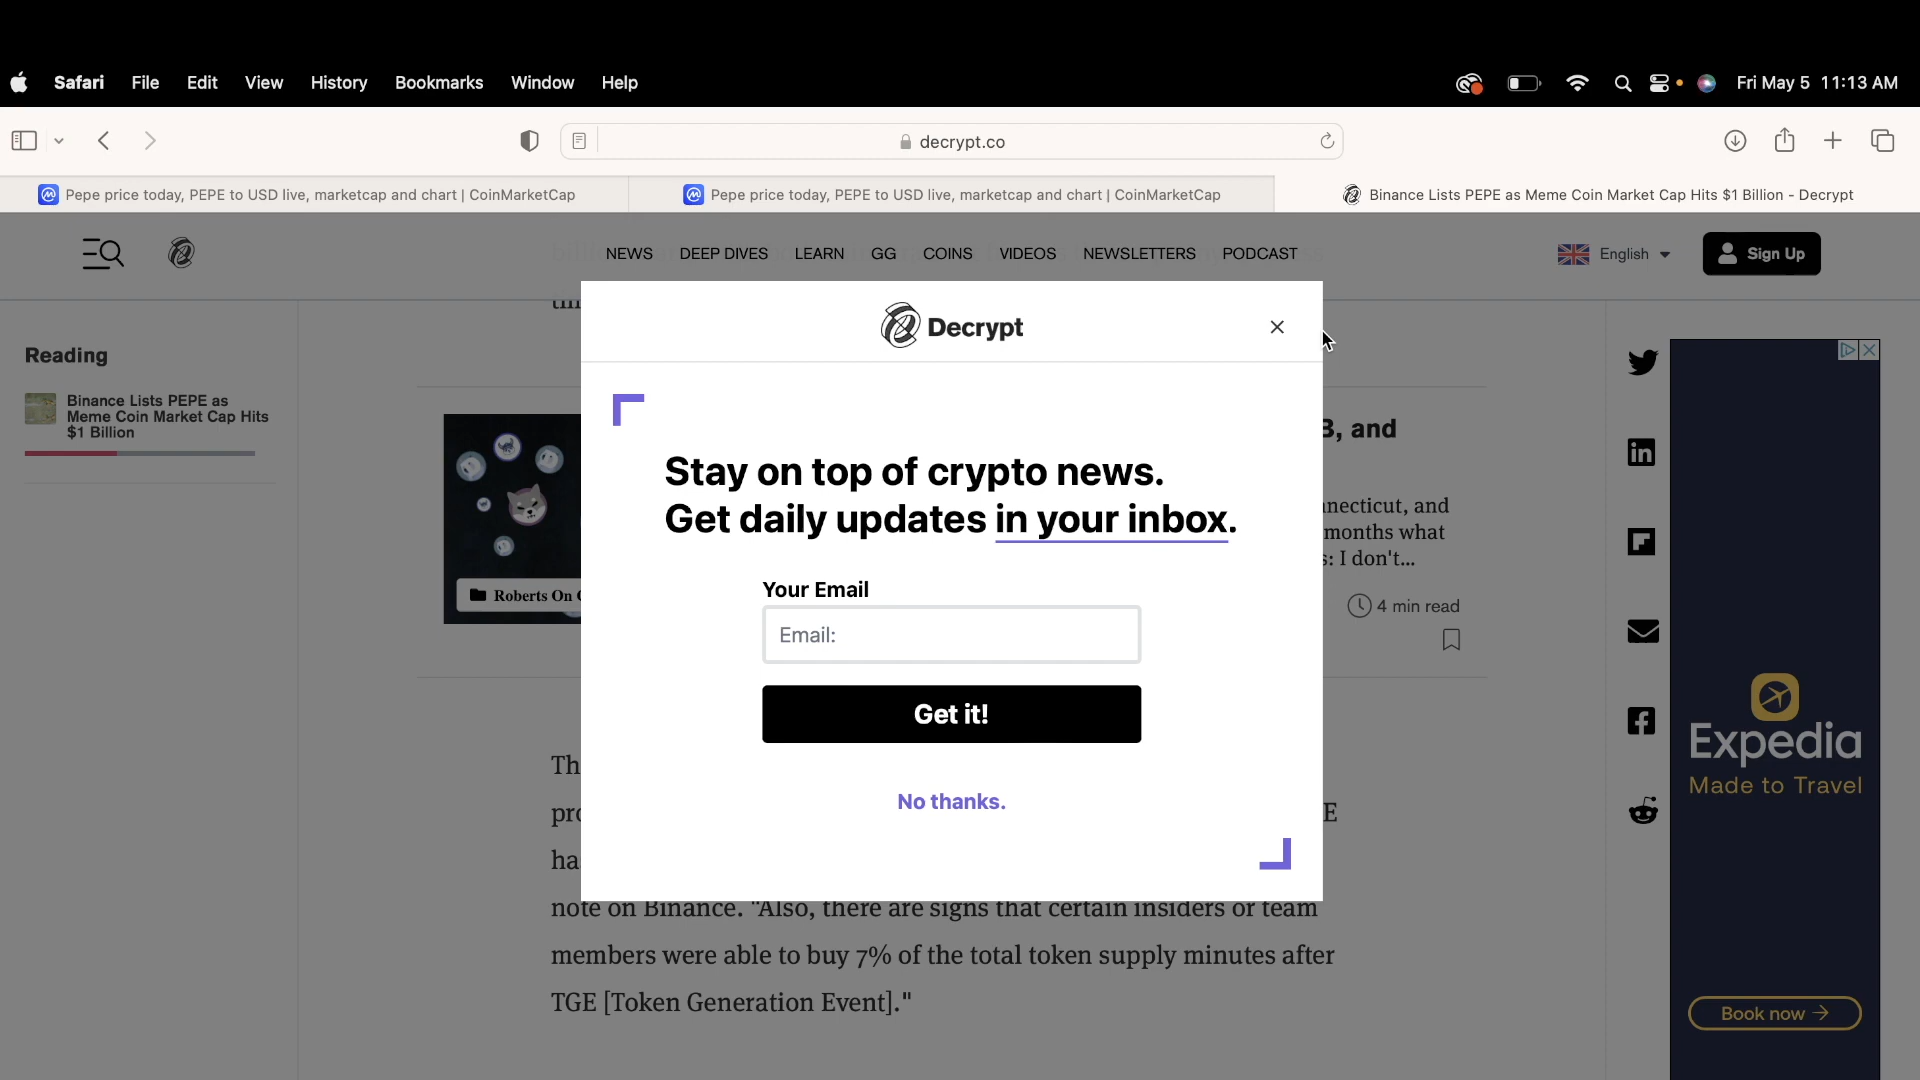 Safari File Edit View History Bookmarks Window Help Fri May 5 11:13 AM
decrypt.co
Pepe price today, PEPE to USD live, marketcap and chart | CoinMarketCap
Pepe price today, PEPE to USD live, marketcap and chart | CoinMarketCap
Binance Lists PEPE as Meme Coin Market Cap Hits $1 Billion - Decrypt
NEWS DEEP DIVES LEARN GG COINS VIDEOS NEWSLETTERS PODCAST
English
Sign Up
Reading
Binance Lists PEPE as
Meme Coin Market Cap Hits
$1 Billion
Decrypt
Stay on top of crypto news.
Get daily updates in your inbox.
Your Email
Email:
Get it!
No thanks.
Roberts On
B, and
nnecticut, and
months what
s: I don't...
4 min read
Th
pro
E
ha
note on Binance. "Also, there are signs that certain insiders or team
members were able to buy 7% of the total token supply minutes after
TGE [Token Generation Event]."
Expedia
Made to Travel
Book now →